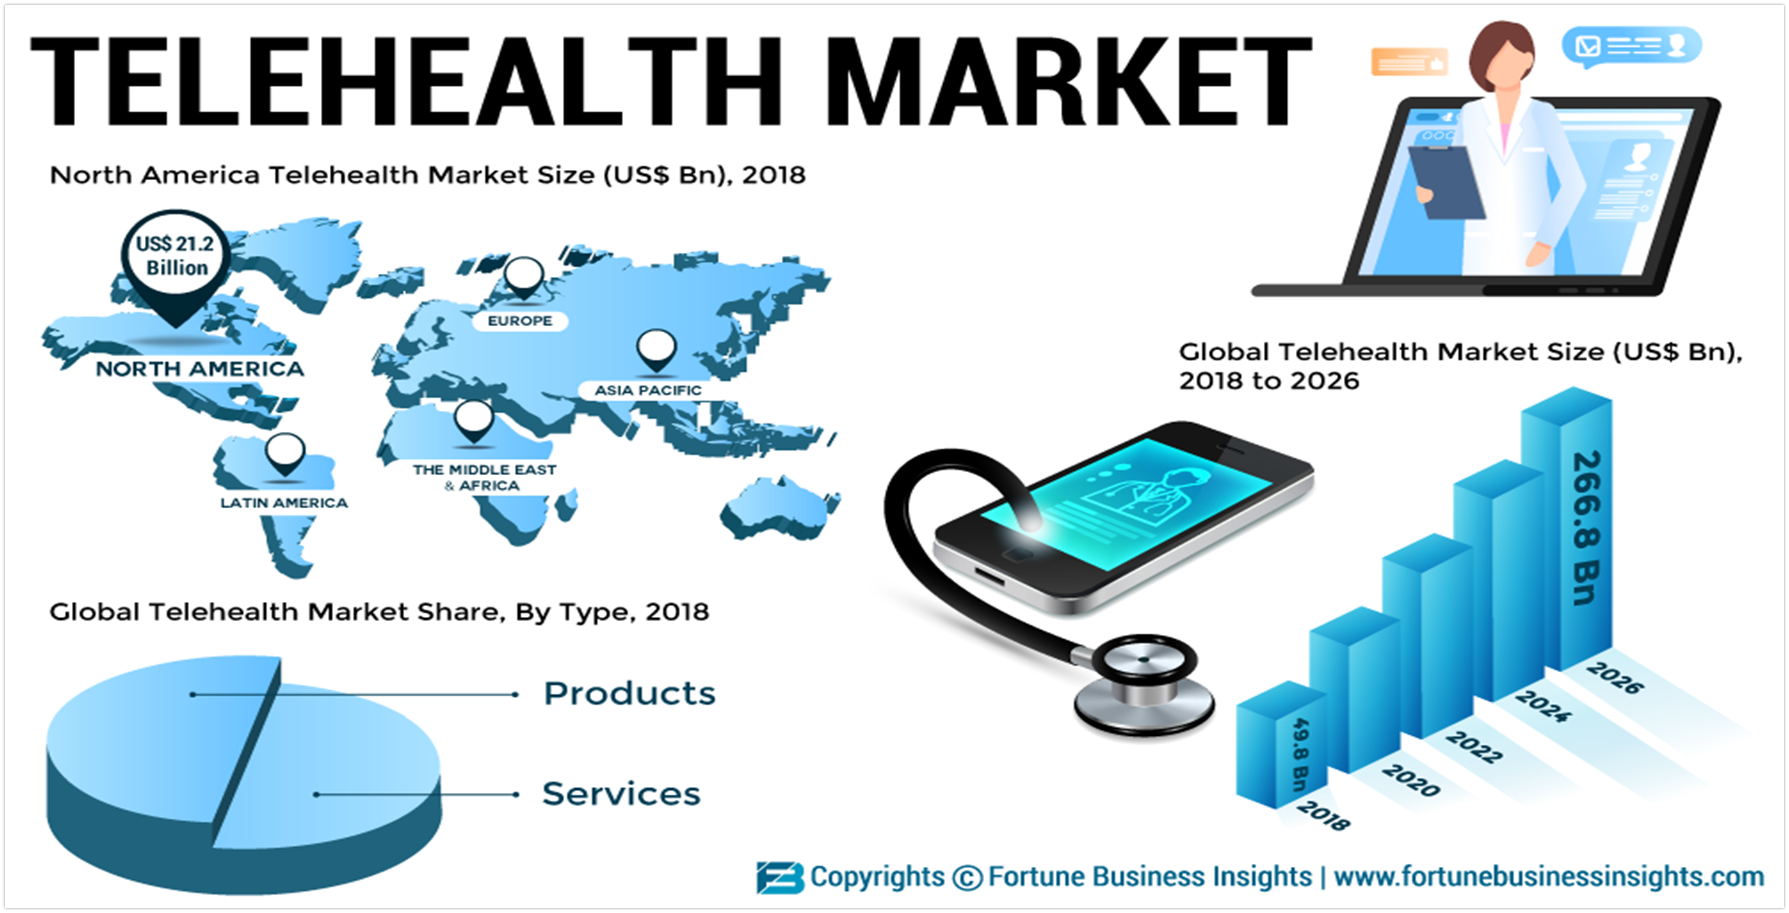 TELEHEALTH MARKET
North America Telehealth Market Size (US$ Bn), 2018
US$ 21.2
Billion
NORTH AMERICA
EUROPE
ASIA PACIFIC
THE MIDDLE EAST
& AFRICA
LATIN AMERICA
Global Telehealth Market Share, By Type, 2018
Products
Services
Global Telehealth Market Size (US$ Bn),
2018 to 2026
49.8 Bn
266.8 Bn
2018
2020
2022
2024
2026
Copyrights © Fortune Business Insights | www.fortunebusinessinsights.com